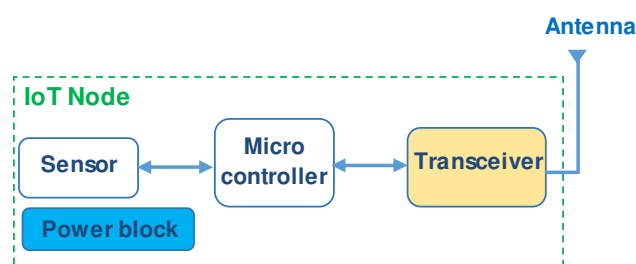 Antenna
IoT Node
Sensor
Micro
controller
Transceiver
Power block